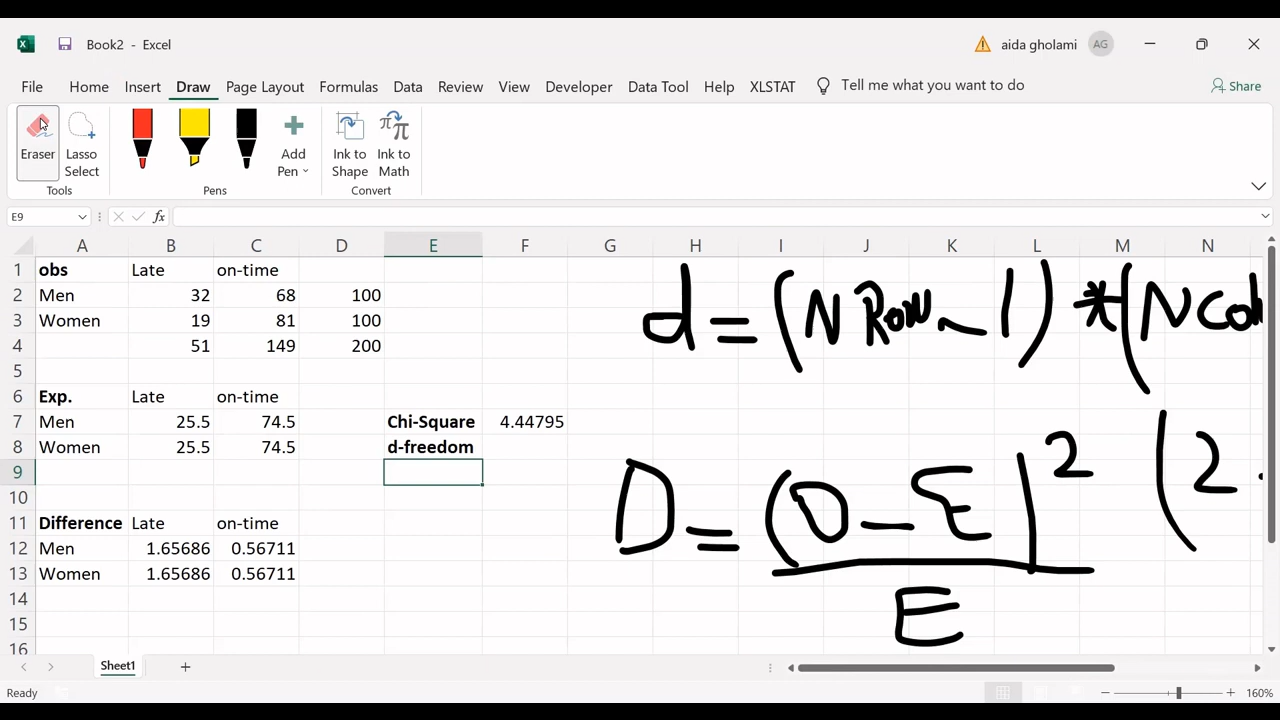 Book2 - Excel
aida gholami AG
File Home Insert Draw Page Layout Formulas Data Review View Developer Data Tool Help XLSTAT Tell me what you want to do Share
Eraser Lasso Select Add Pen Ink to Shape Ink to Math
Tools Pens Convert
E9 fx
A B C D E F G H I J K L M N
1 obs Late on-time
2 Men 32 68 100
3 Women 19 81 100
4 51 149 200
5
6 Exp. Late on-time
7 Men 25.5 74.5 Chi-Square 4.44795
8 Women 25.5 74.5 d-freedom
9
10
11 Difference Late on-time
12 Men 1.65686 0.56711
13 Women 1.65686 0.56711
14
15
16
d = (N Row - 1) * (N Col
D = (O - E)²
E
(2 -
Sheet1 +
Ready 160%